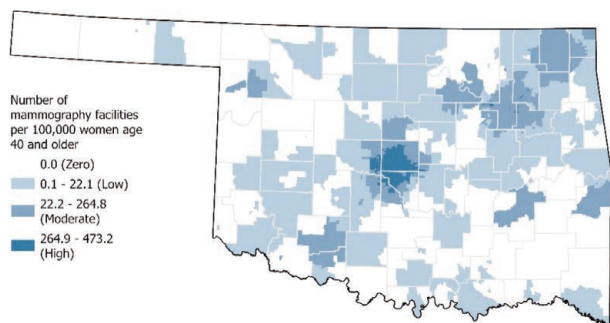 Number of
mammography facilities
per 100,000 women age
40 and older
0.0 (Zero)
0.1 - 22.1 (Low)
22.2 - 264.8
(Moderate)
264.9 - 473.2
(High)